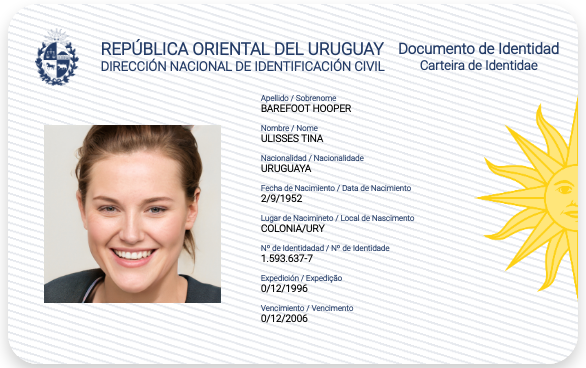 REPÚBLICA ORIENTAL DEL URUGUAY
DIRECCIÓN NACIONAL DE IDENTIFICACIÓN CIVIL
Documento de Identidad
Carteira de Identidae
Apellido / Sobrenome
BAREFOOT HOOPER
Nombre / Nome
ULISSES TINA
Nacionalidad / Nacionalidade
URUGUAYA
Fecha de Nacimiento / Data de Nacimiento
2/9/1952
Lugar de Nacimineto / Local de Nascimento
COLONIA/URY
Nº de Identidadad / Nº de Identidade
1.593.637-7
Expedición / Expedição
0/12/1996
Vencimiento / Vencimento
0/12/2006